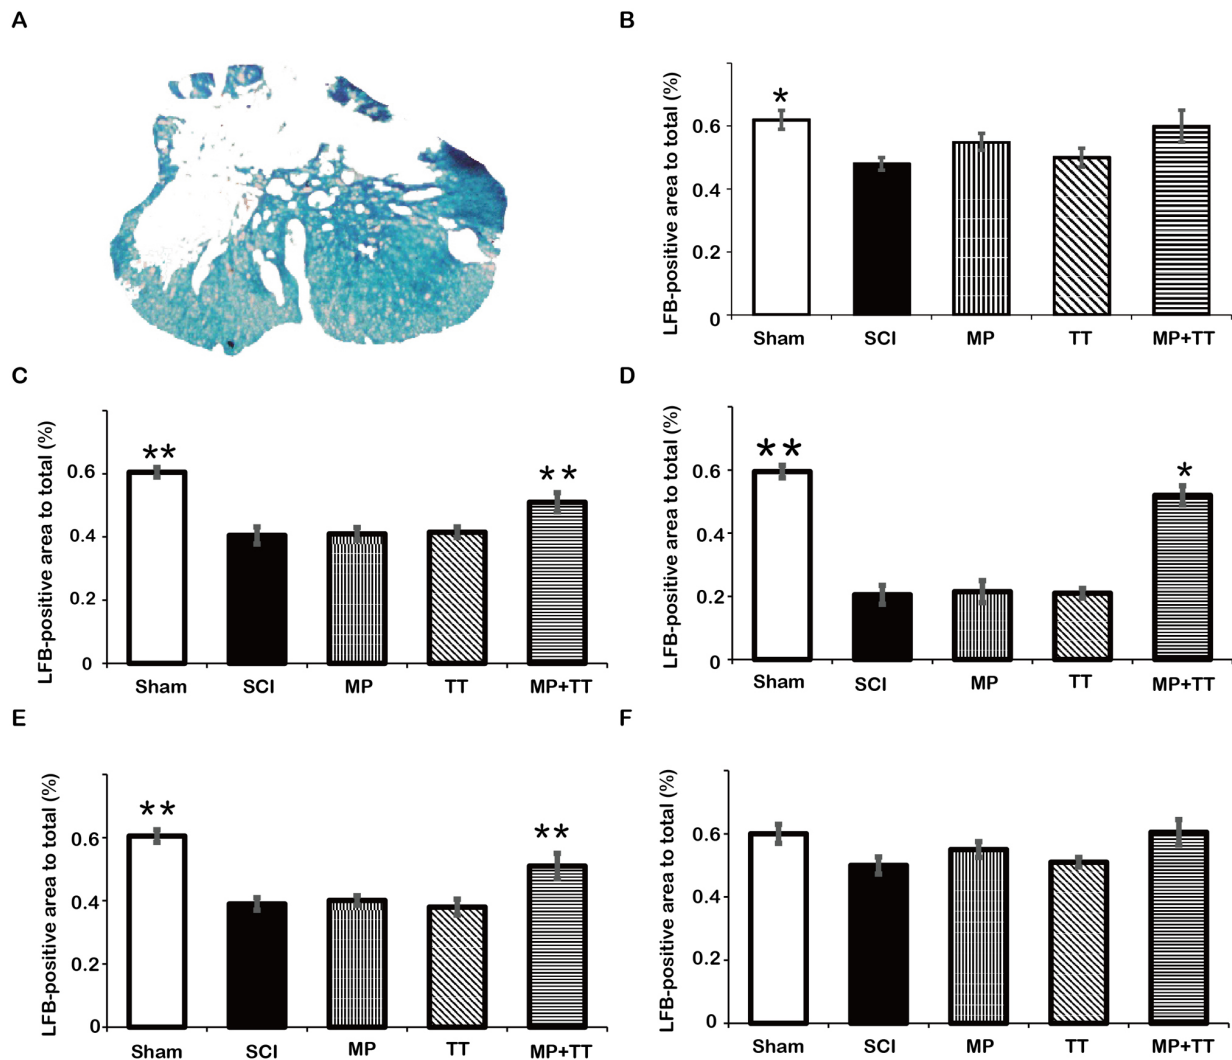 A
B
LFB-positive area to total (%)
0.6
0.4
0.2
0
*
Sham
SCI
MP
TT
MP+TT
C
LFB-positive area to total (%)
0.6
0.4
0.2
0
**
**
Sham
SCI
MP
TT
MP+TT
D
LFB-positive area to total (%)
0.6
0.4
0.2
0
**
*
Sham
SCI
MP
TT
MP+TT
E
LFB-positive area to total (%)
0.6
0.4
0.2
0
**
**
Sham
SCI
MP
TT
MP+TT
F
LFB-positive area to total (%)
0.6
0.4
0.2
0
Sham
SCI
MP
TT
MP+TT